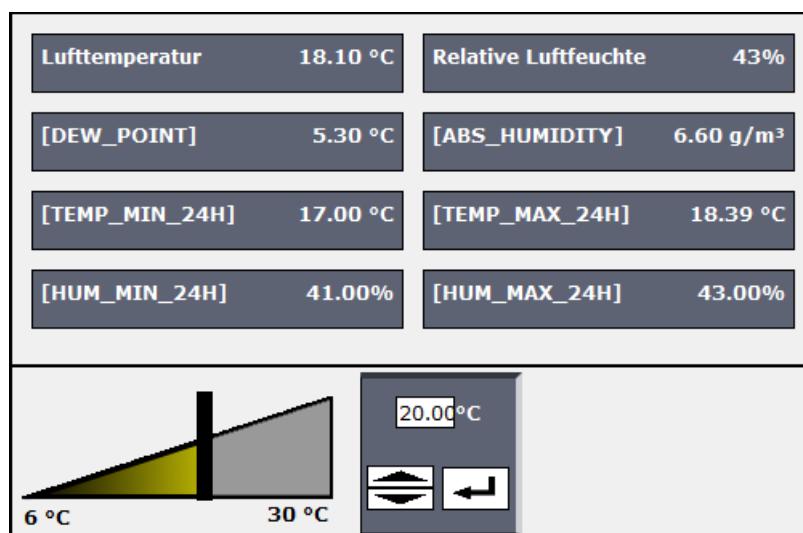 Lufttemperatur 18.10 °C
Relative Luftfeuchte 43%
[DEW_POINT] 5.30 °C
[ABS_HUMIDITY] 6.60 g/m³
[TEMP_MIN_24H] 17.00 °C
[TEMP_MAX_24H] 18.39 °C
[HUM_MIN_24H] 41.00%
[HUM_MAX_24H] 43.00%
20.00°C
6 °C
30 °C